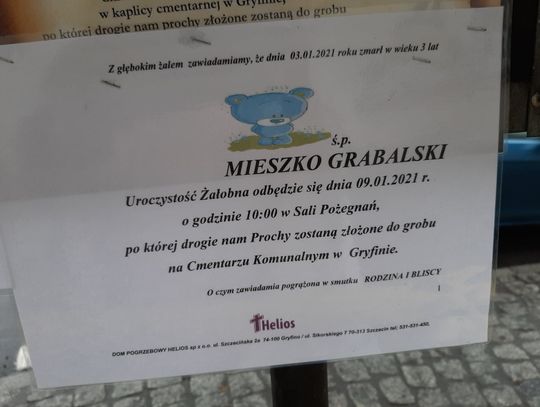 w kaplicy cmentarnej w Gryfinie,
po której drogie nam prochy złożone zostaną do grobu
Z głębokim żalem zawiadamiamy, że dnia 03.01.2021 roku zmarł w wieku 3 lat
ś.p.
MIESZKO GRABALSKI
Uroczystość Żałobna odbędzie się dnia 09.01.2021 r.
o godzinie 10:00 w Sali Pożegnań,
po której drogie nam Prochy zostaną złożone do grobu
na Cmentarzu Komunalnym w Gryfinie.
O czym zawiadamia pogrążona w smutku RODZINA I BLISCY
1
Helios
DOM POGRZEBOWY HELIOS sp z o.o. ul. Szczecińska 2a 74-100 Gryfino / ul. Sikorskiego 7 70-313 Szczecin tel. 531-831-450,